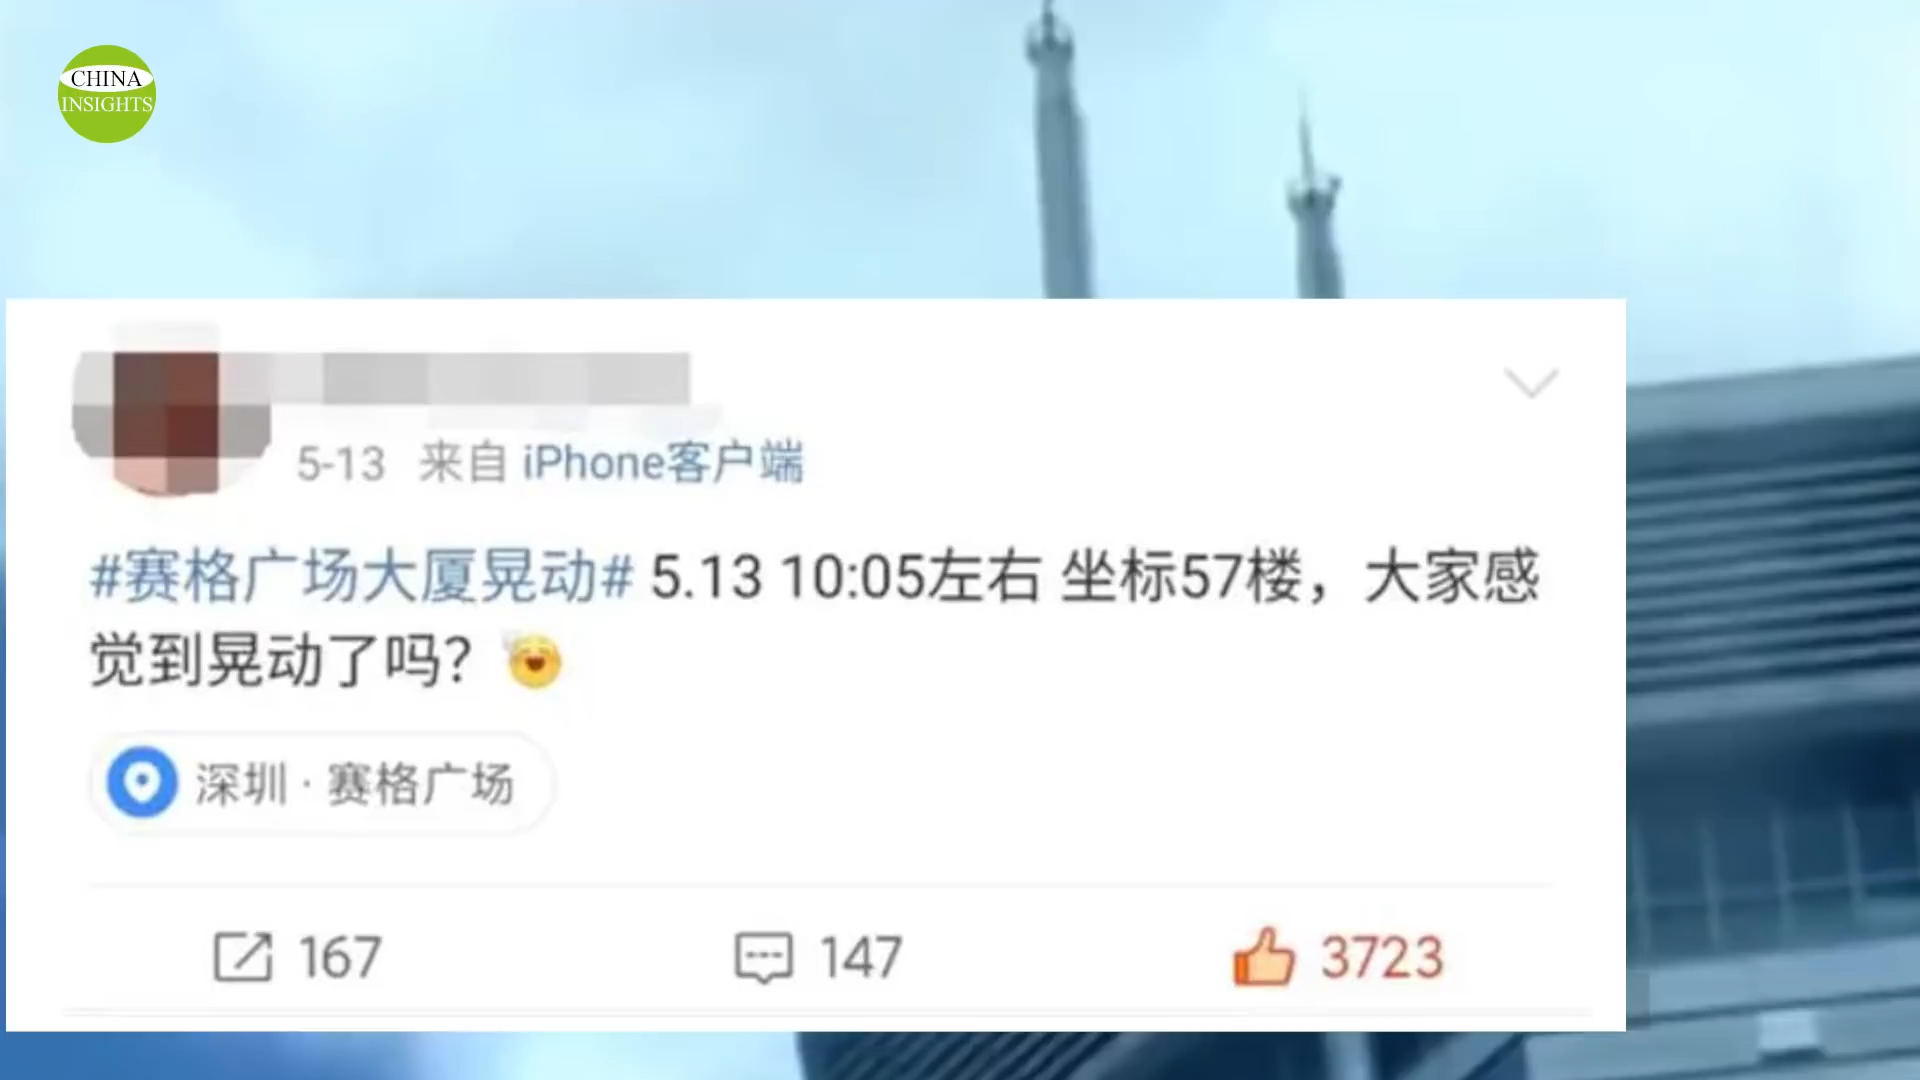 CHINA
INSIGHTS
5-13 来自 iPhone客户端
#赛格广场大厦晃动# 5.13 10:05左右 坐标57楼，大家感
觉到晃动了吗？
深圳 · 赛格广场
167 147 3723